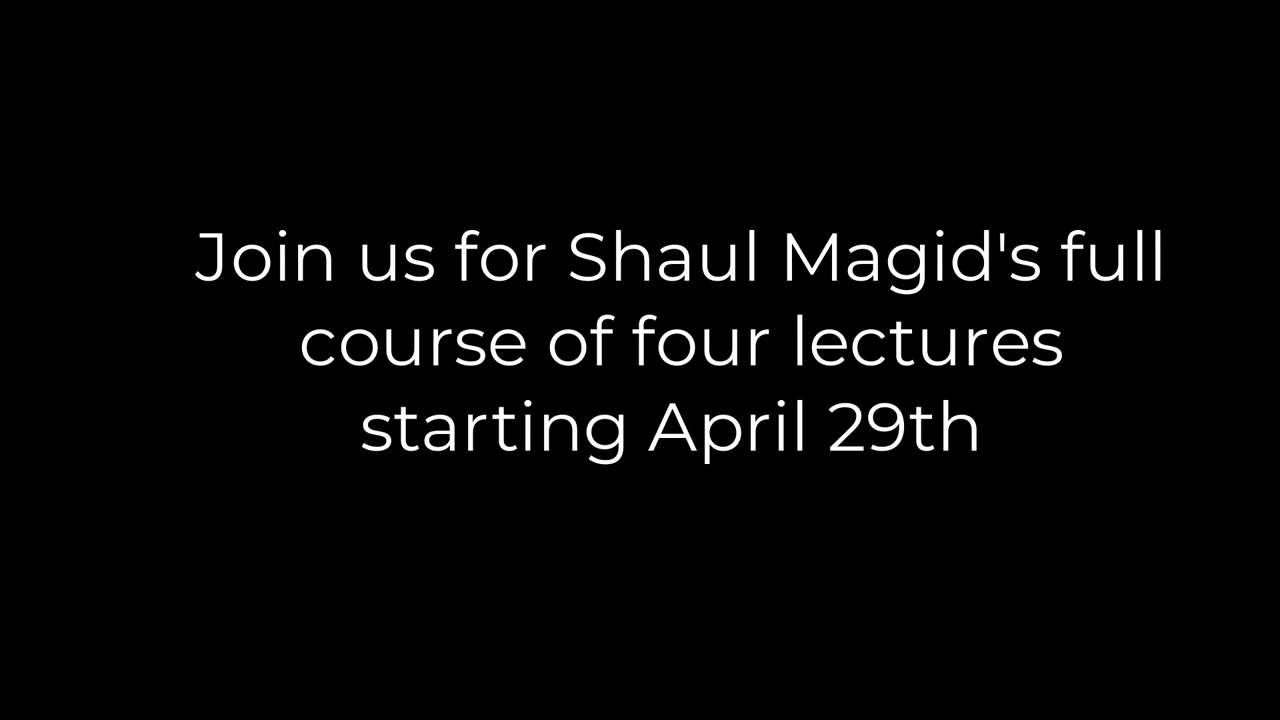 Join us for Shaul Magid's full
course of four lectures
starting April 29th